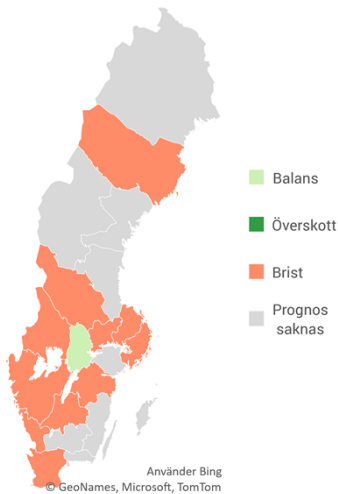 Balans
Överskott
Brist
Prognos
saknas
Använder Bing
© GeoNames, Microsoft, TomTom